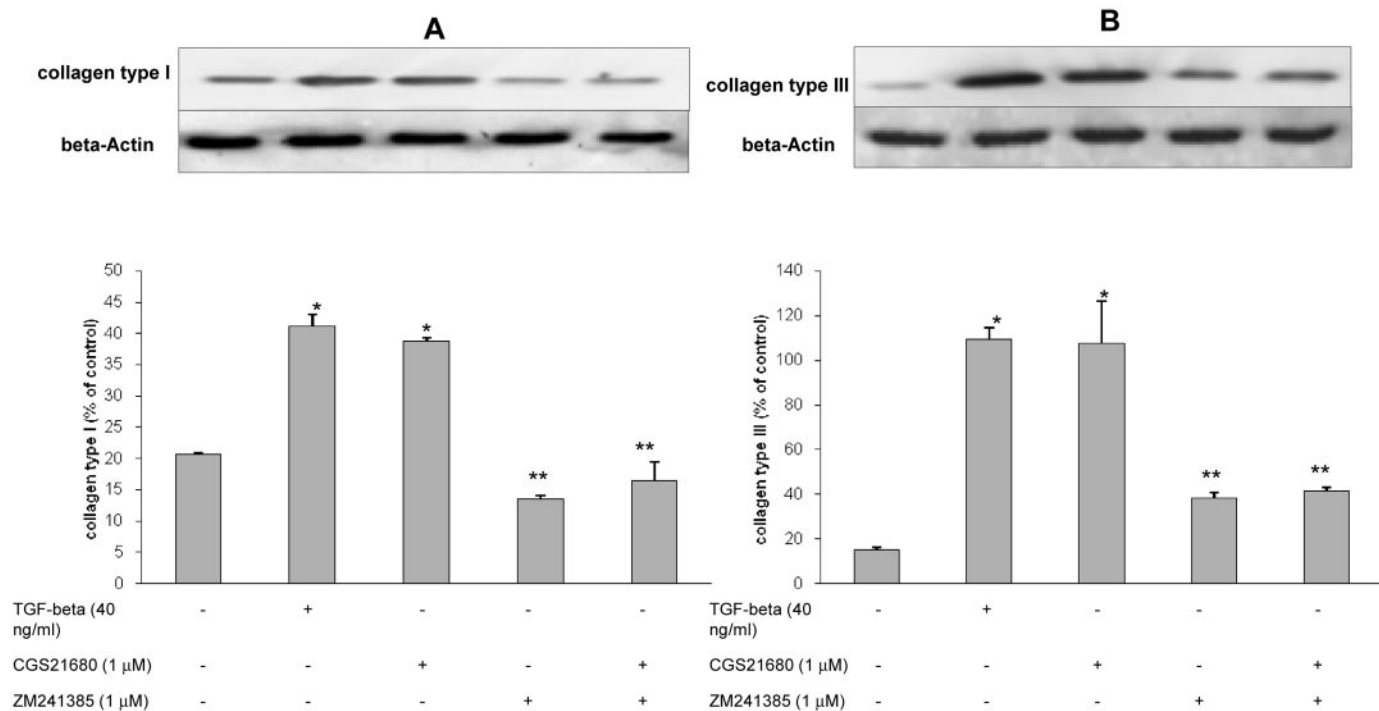 A
B
collagen type I
beta-Actin
collagen type III
beta-Actin
50
45
40
35
30
25
20
15
10
5
0
collagen type I (% of control)
*
*
**
**
140
120
100
80
60
40
20
0
collagen type III (% of control)
*
*
**
**
TGF-beta (40 ng/ml) - + - - -
CGS21680 (1 μM) - - + - +
ZM241385 (1 μM) - - - + +
TGF-beta (40 ng/ml) - + - - -
CGS21680 (1 μM) - - + - +
ZM241385 (1 μM) - - - + +